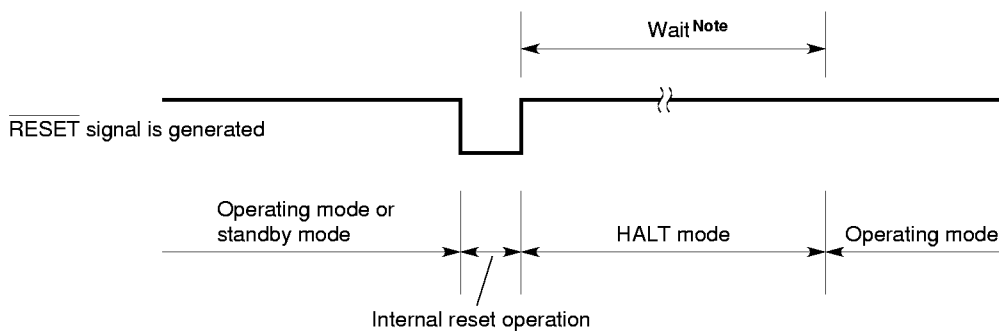 Wait Note
RESET signal is generated
Operating mode or
standby mode
HALT mode
Operating mode
Internal reset operation